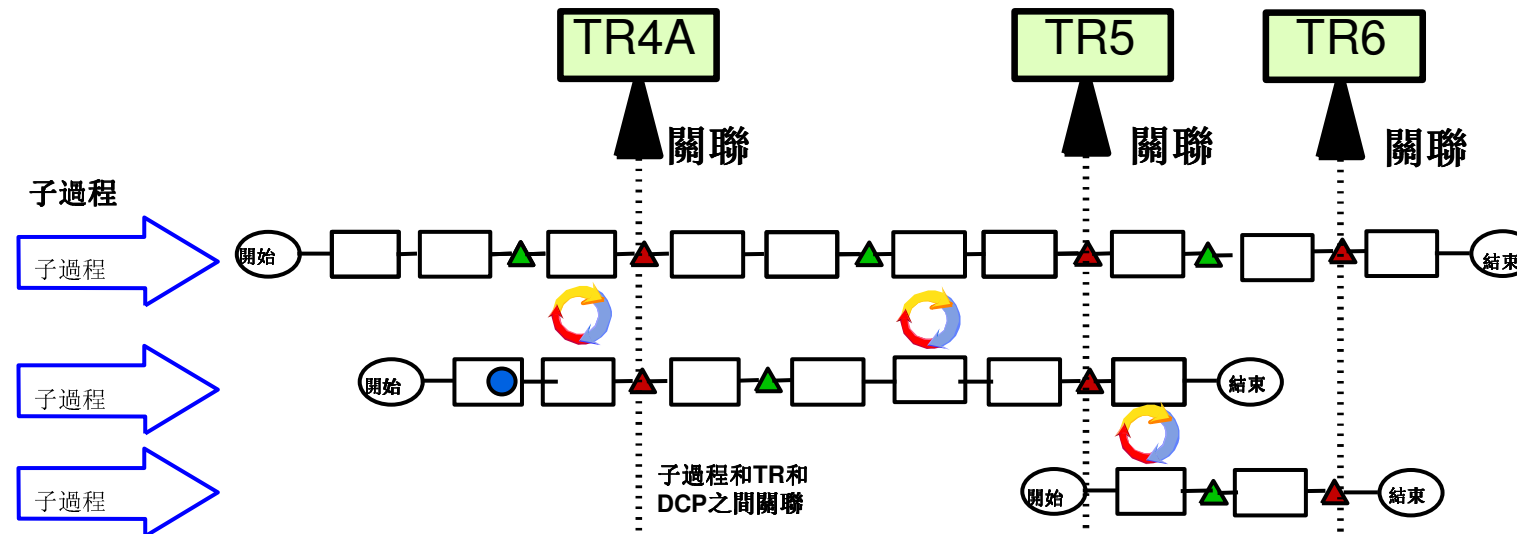 TR4A
TR5
TR6
關聯
關聯
關聯
子過程
子過程
開始
結束
子過程
開始
結束
子過程和TR和
DCP之間關聯
子過程
開始
結束